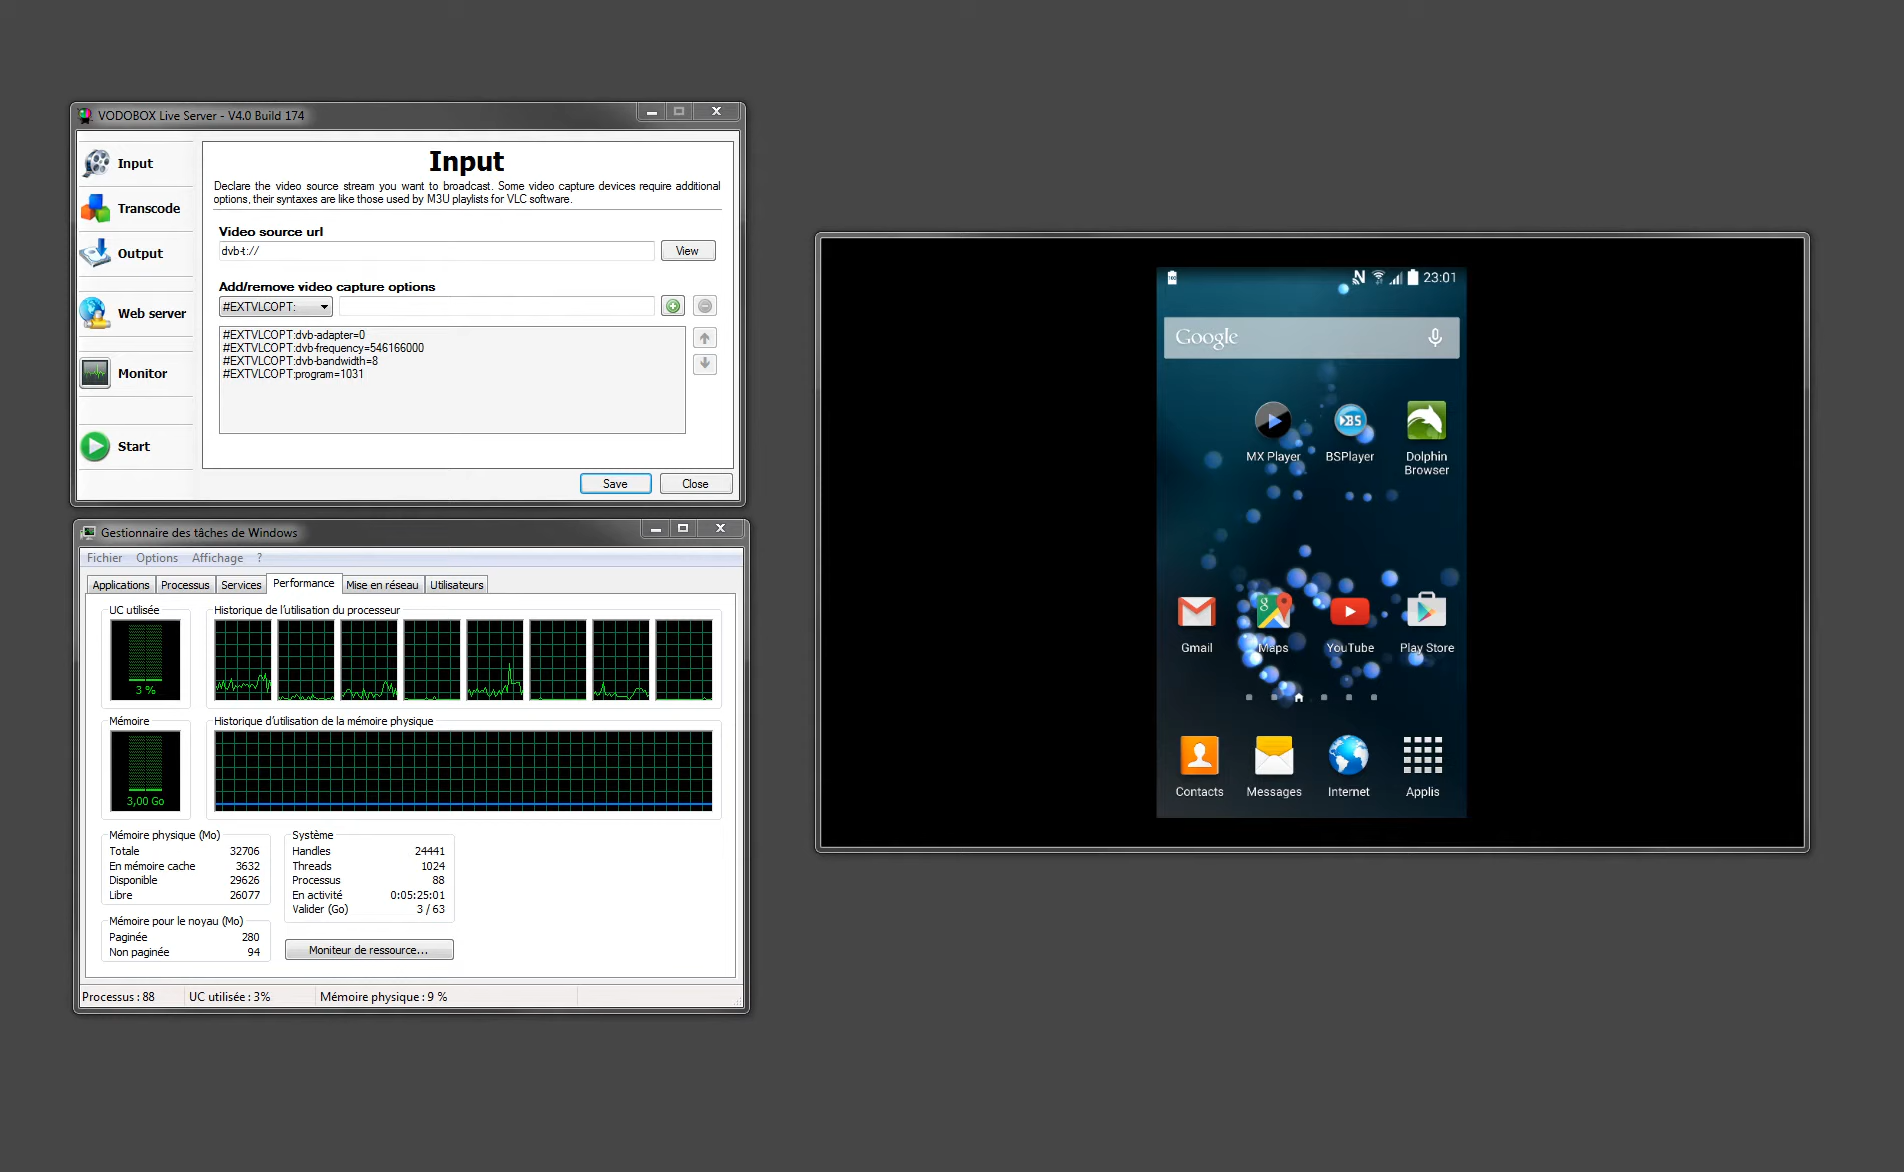 VODOBOX Live Server - V4.0 Build 174
Input
Transcode
Output
Web server
Monitor
Start
Input
Declare the video source stream you want to broadcast. Some video capture devices require additional
options, their syntaxes are like those used by M3U playlists for VLC software.
Video source url
dvb-t://
View
Add/remove video capture options
#EXTVLCOPT:
#EXTVLCOPT:dvb-adapter=0
#EXTVLCOPT:dvb-frequency=546166000
#EXTVLCOPT:dvb-bandwidth=8
#EXTVLCOPT:program=1031
Save Close
Gestionnaire des tâches de Windows
Fichier Options Affichage ?
Applications Processus Services Performance Mise en réseau Utilisateurs
UC utilisée
3 %
Historique de l'utilisation du processeur
Mémoire
3,00 Go
Historique d'utilisation de la mémoire physique
Mémoire physique (Mo)
Totale 32706
En mémoire cache 3632
Disponible 29626
Libre 26077
Mémoire pour le noyau (Mo)
Paginée 280
Non paginée 94
Système
Handles 24441
Threads 1024
Processus 88
En activité 0:05:25:01
Valider (Go) 3 / 63
Moniteur de ressource...
Processus : 88 UC utilisée : 3% Mémoire physique : 9 %
N 23:01
Google
BS
MX Player BSPlayer Dolphin
Browser
8
Gmail Maps YouTube Play Store
Contacts Messages Internet Applis